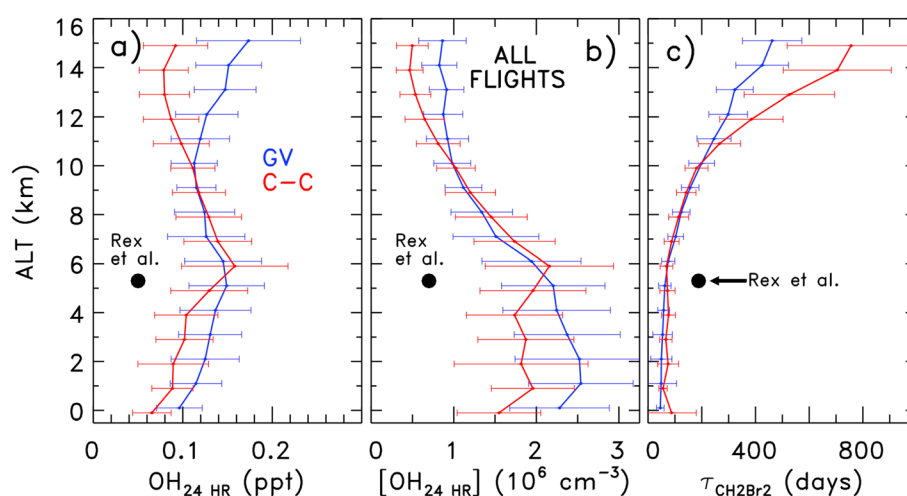 a)
b)
c)
ALL
FLIGHTS
GV
C-C
Rex
et al.
Rex
et al.
Rex et al.
ALT (km)
16
14
12
10
8
6
4
2
0
0
0.1
0.2
0
1
2
3
0
400
800
OH24 HR (ppt)
[OH24 HR] (10^6 cm^-3)
τCH2Br2 (days)